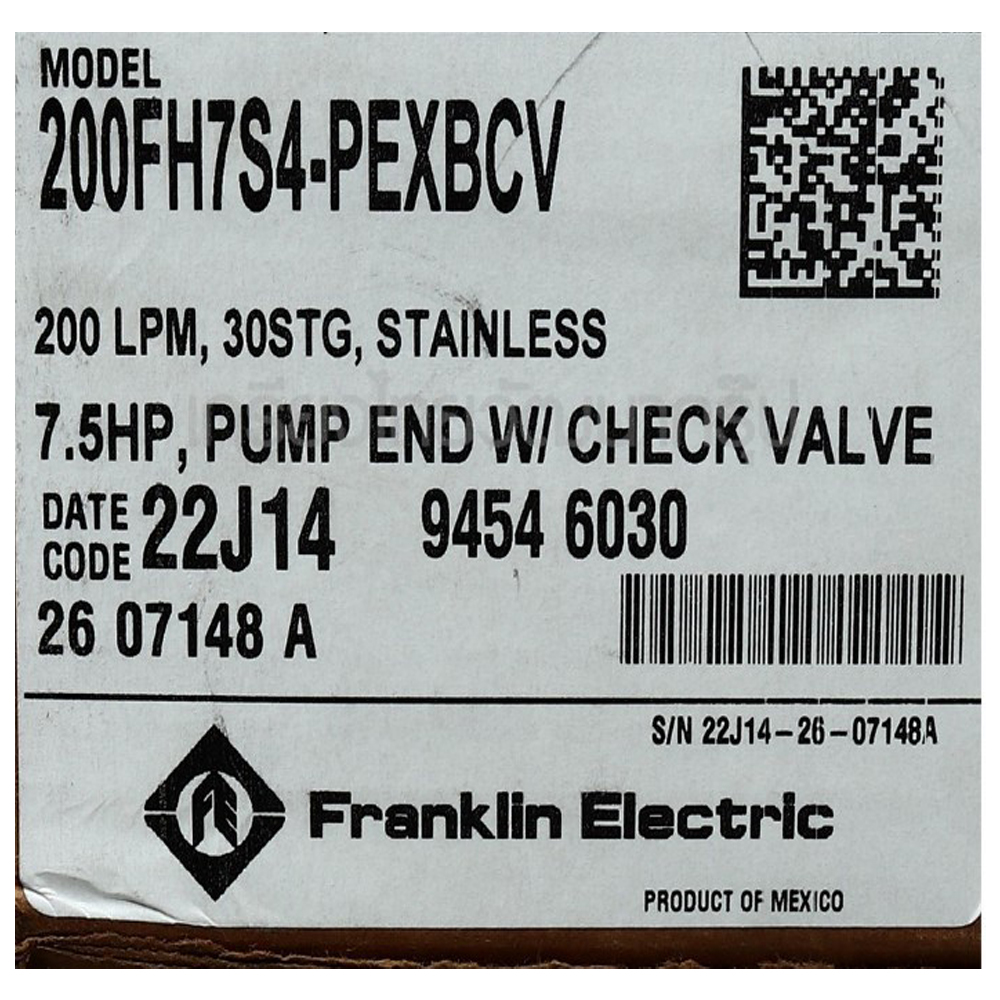 MODEL
200FH7S4-PEXBCV
200 LPM, 30STG, STAINLESS
7.5HP, PUMP END W/ CHECK VALVE
DATE CODE 22J14 9454 6030
26 07148 A
S/N 22J14-26-07148A
FE Franklin Electric
PRODUCT OF MEXICO